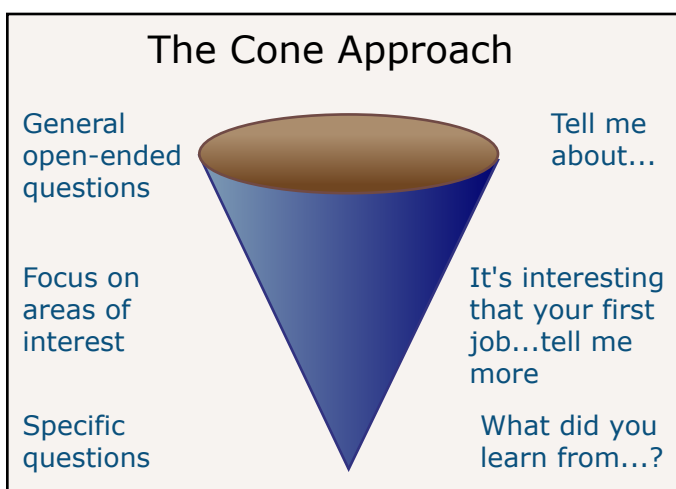 The Cone Approach
General
open-ended
questions
Tell me
about...
Focus on
areas of
interest
It's interesting
that your first
job...tell me
more
Specific
questions
What did you
learn from...?